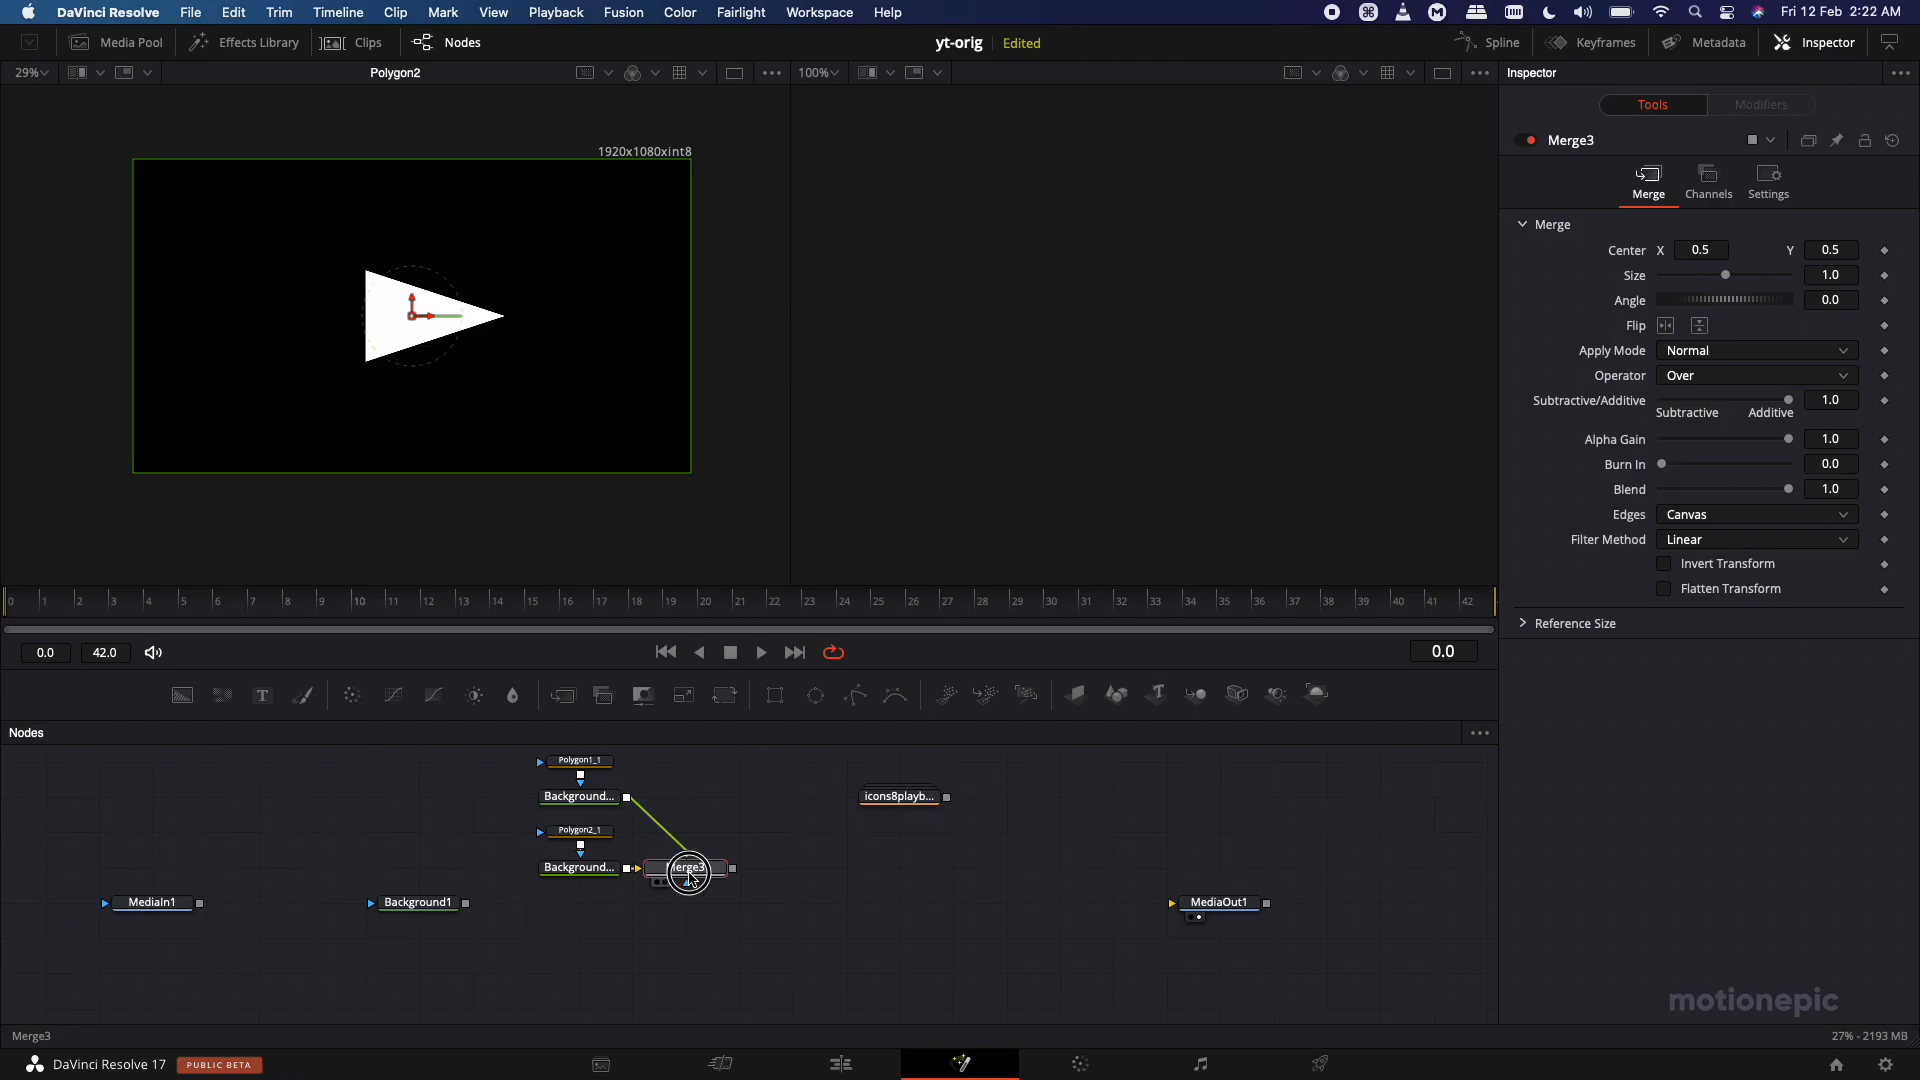 DaVinci Resolve File Edit Trim Timeline Clip Mark View Playback Fusion Color Fairlight Workspace Help Fri 12 Feb 2:22 AM
Media Pool Effects Library Clips Nodes yt-orig Edited Spline Keyframes Metadata Inspector
29% Polygon2 100% Inspector
Tools Modifiers
Merge3
Merge Channels Settings
1920x1080xint8
Merge
Center X 0.5 Y 0.5
Size 1.0
Angle 0.0
Flip
Apply Mode Normal
Operator Over
Subtractive/Additive 1.0
Subtractive Additive
Alpha Gain 1.0
Burn In 0.0
Blend 1.0
Edges Canvas
Filter Method Linear
Invert Transform
Flatten Transform
Reference Size
0 1 2 3 4 5 6 7 8 9 10 11 12 13 14 15 16 17 18 19 20 21 22 23 24 25 26 27 28 29 30 31 32 33 34 35 36 37 38 39 40 41 42
0.0 42.0 0.0
Nodes
Polygon1_1
Background...
icons8playb...
Polygon2_1
Background... Merge3
MediaIn1 Background1 MediaOut1
motionepic
Merge3 27% - 2193 MB
DaVinci Resolve 17 PUBLIC BETA